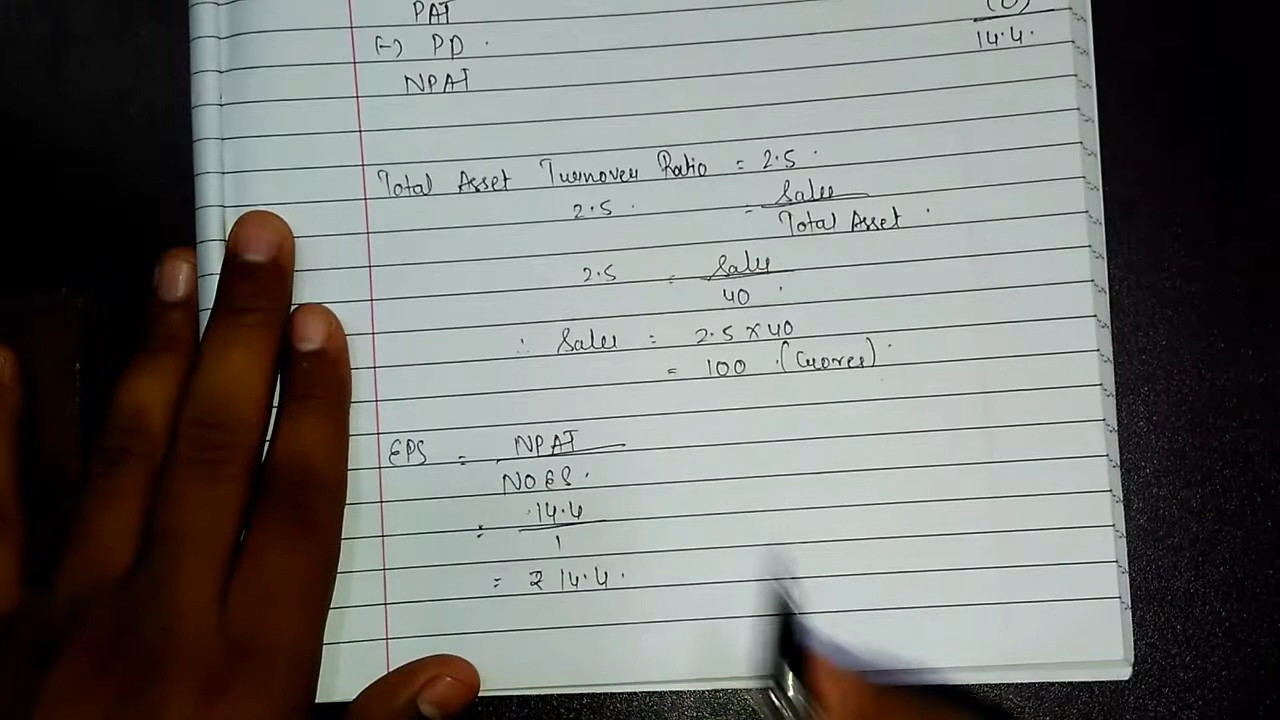 PAT (0)
(-) PD. 14.4.
NPAT
Total Asset Turnover Ratio = 2.5.
2.5. = Sales
Total Asset.
2.5 = Sales
40.
∴ Sales = 2.5 x 40
= 100 (Crores).
EPS = NPAT
NOES.
= 14.4
1
= ₹ 14.4.